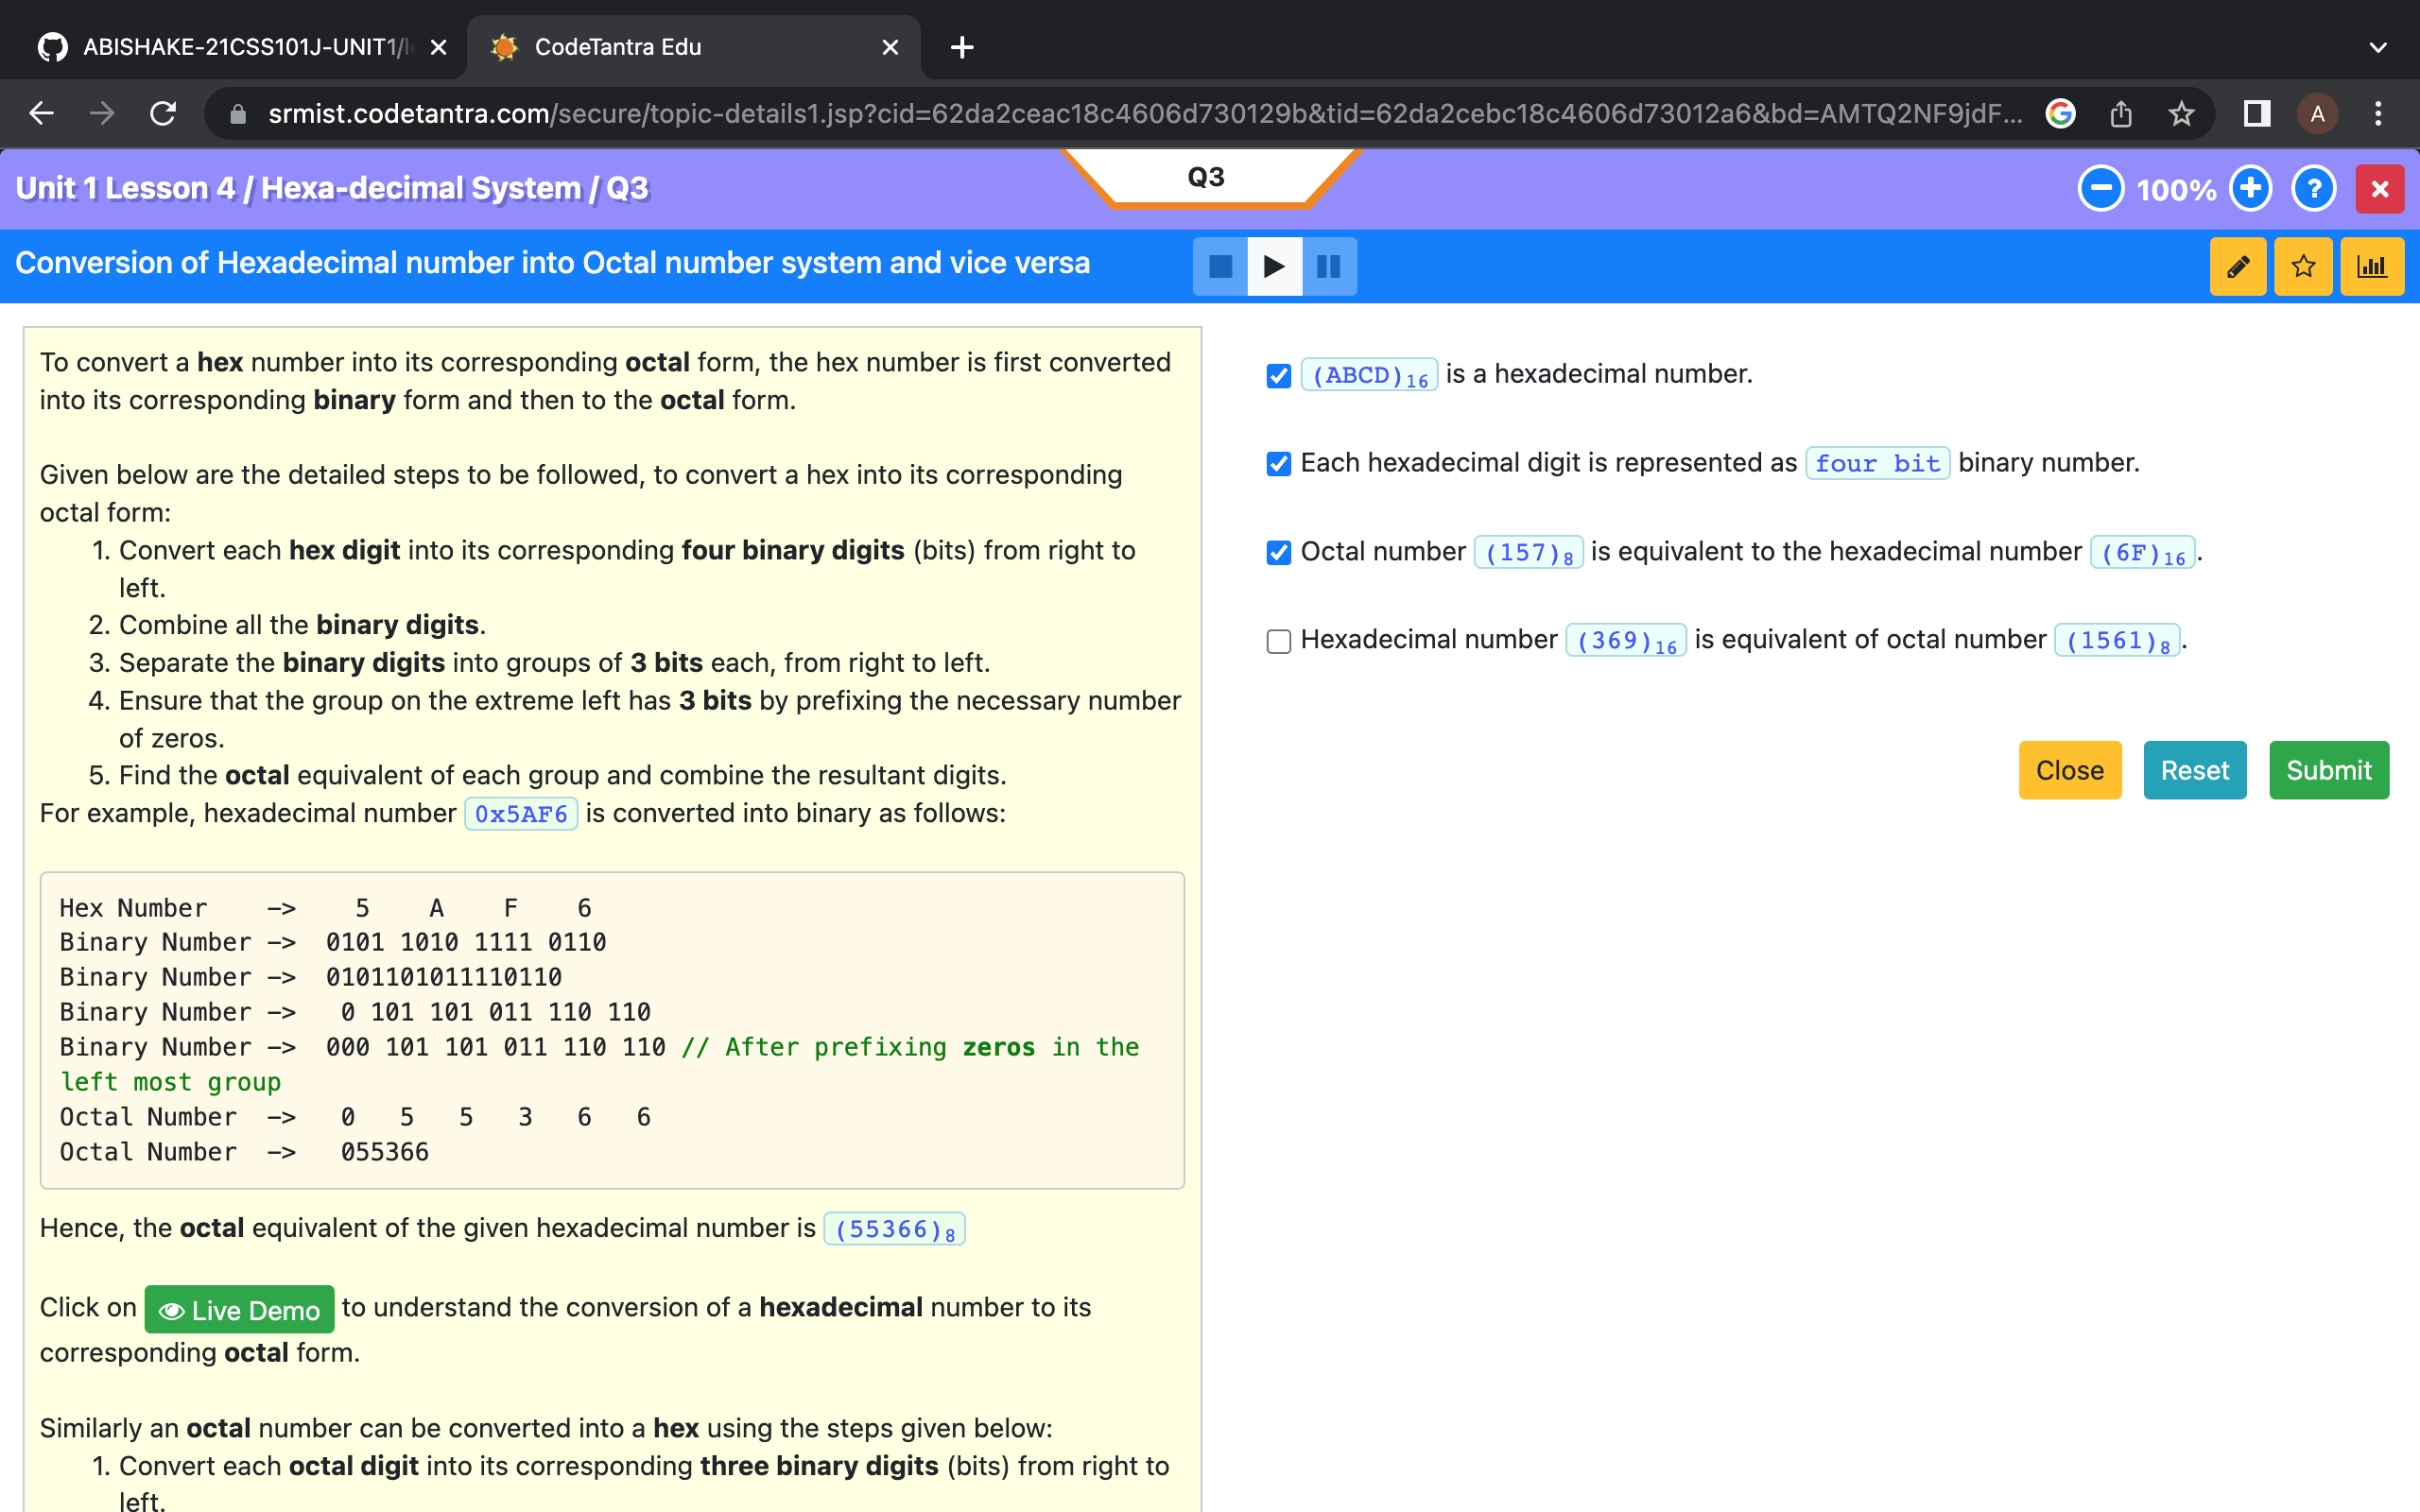 ABISHAKE-21CSS101J-UNIT1/l
CodeTantra Edu
srmist.codetantra.com/secure/topic-details1.jsp?cid=62da2ceac18c4606d730129b&tid=62da2cebc18c4606d73012a6&bd=AMTQ2NF9jdF...
A
Unit 1 Lesson 4 / Hexa-decimal System / Q3
Q3
100%
?
Conversion of Hexadecimal number into Octal number system and vice versa
To convert a hex number into its corresponding octal form, the hex number is first converted
into its corresponding binary form and then to the octal form.
Given below are the detailed steps to be followed, to convert a hex into its corresponding
octal form:
1. Convert each hex digit into its corresponding four binary digits (bits) from right to
left.
2. Combine all the binary digits.
3. Separate the binary digits into groups of 3 bits each, from right to left.
4. Ensure that the group on the extreme left has 3 bits by prefixing the necessary number
of zeros.
5. Find the octal equivalent of each group and combine the resultant digits.
For example, hexadecimal number 0x5AF6 is converted into binary as follows:
Hex Number    —>    5    A    F    6
Binary Number —>  0101 1010 1111 0110
Binary Number —>  0101101011110110
Binary Number —>   0 101 101 011 110 110
Binary Number —>  000 101 101 011 110 110 // After prefixing zeros in the
left most group
Octal Number  —>   0   5   5   3   6   6
Octal Number  —>   055366
Hence, the octal equivalent of the given hexadecimal number is (55366)8
Click on Live Demo to understand the conversion of a hexadecimal number to its
corresponding octal form.
Similarly an octal number can be converted into a hex using the steps given below:
1. Convert each octal digit into its corresponding three binary digits (bits) from right to
left.
(ABCD)16 is a hexadecimal number.
Each hexadecimal digit is represented as four bit binary number.
Octal number (157)8 is equivalent to the hexadecimal number (6F)16.
Hexadecimal number (369)16 is equivalent of octal number (1561)8.
Close
Reset
Submit